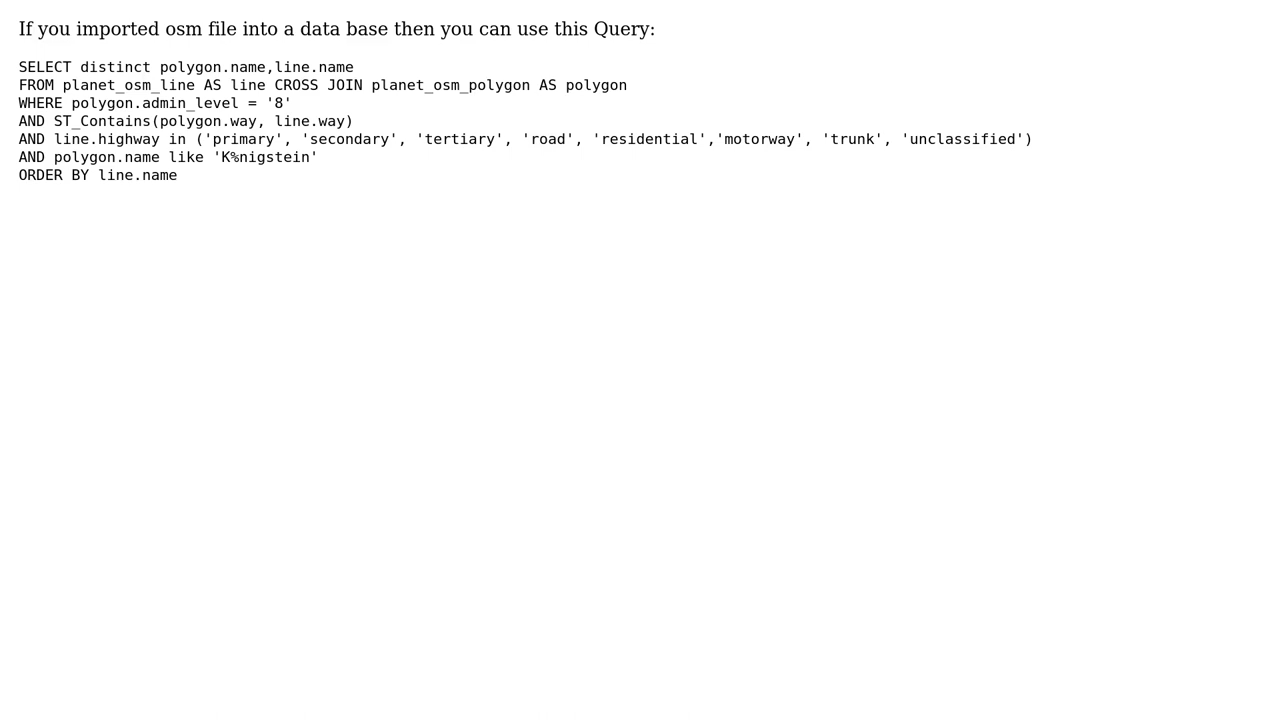 If you imported osm file into a data base then you can use this Query:
SELECT distinct polygon.name,line.name
FROM planet_osm_line AS line CROSS JOIN planet_osm_polygon AS polygon
WHERE polygon.admin_level = '8'
AND ST_Contains(polygon.way, line.way)
AND line.highway in ('primary', 'secondary', 'tertiary', 'road', 'residential','motorway', 'trunk', 'unclassified')
AND polygon.name like 'K%nigstein'
ORDER BY line.name